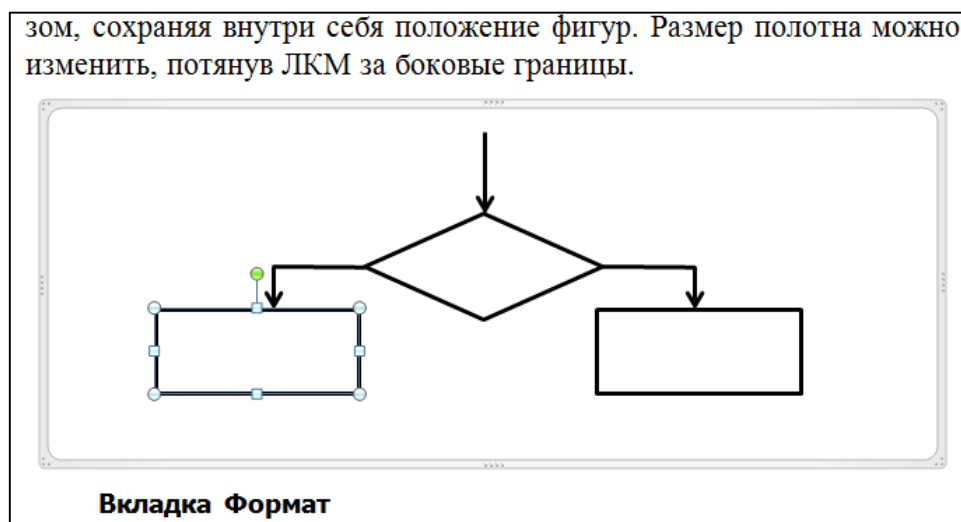 зом, сохраняя внутри себя положение фигур. Размер полотна можно
изменить, потянув ЛКМ за боковые границы.
Вкладка Формат